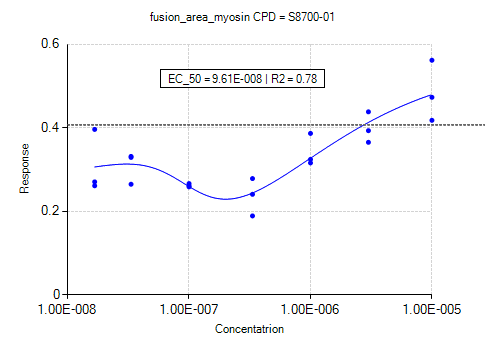 fusion_area_myosin CPD = S8700-01
0.6
EC_50 = 9.61E-008 | R2 = 0.78
0.4
Response
0.2
0
1.00E-008 1.00E-007 1.00E-006 1.00E-005
Concentatrion